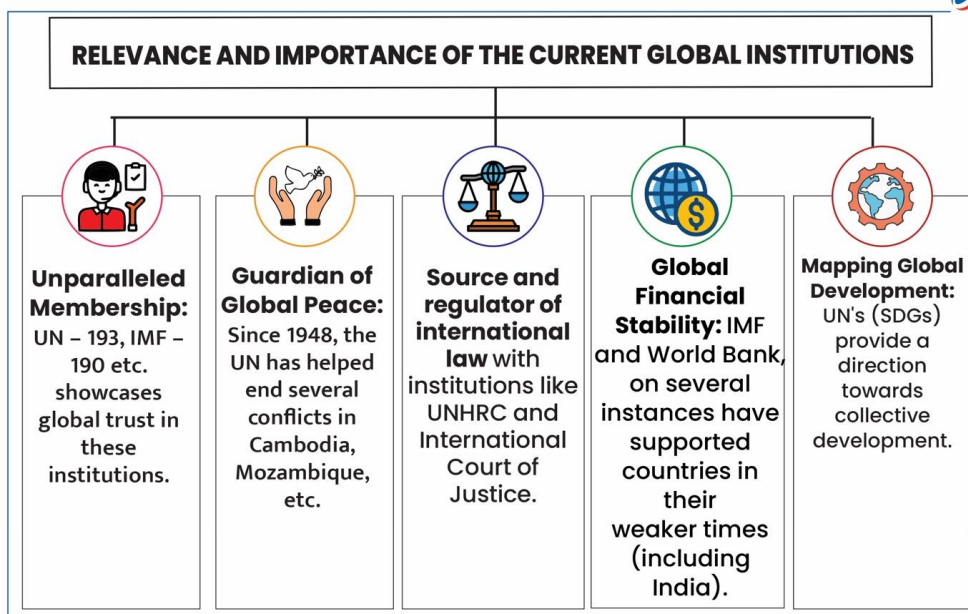 RELEVANCE AND IMPORTANCE OF THE CURRENT GLOBAL INSTITUTIONS
Unparalleled
Membership:
UN – 193, IMF –
190 etc.
showcases
global trust in
these
institutions.
Guardian of
Global Peace:
Since 1948, the
UN has helped
end several
conflicts in
Cambodia,
Mozambique,
etc.
Source and
regulator of
international
law with
institutions like
UNHRC and
International
Court of
Justice.
Global
Financial
Stability: IMF
and World Bank,
on several
instances have
supported
countries in
their
weaker times
(including
India).
Mapping Global
Development:
UN's (SDGs)
provide a
direction
towards
collective
development.